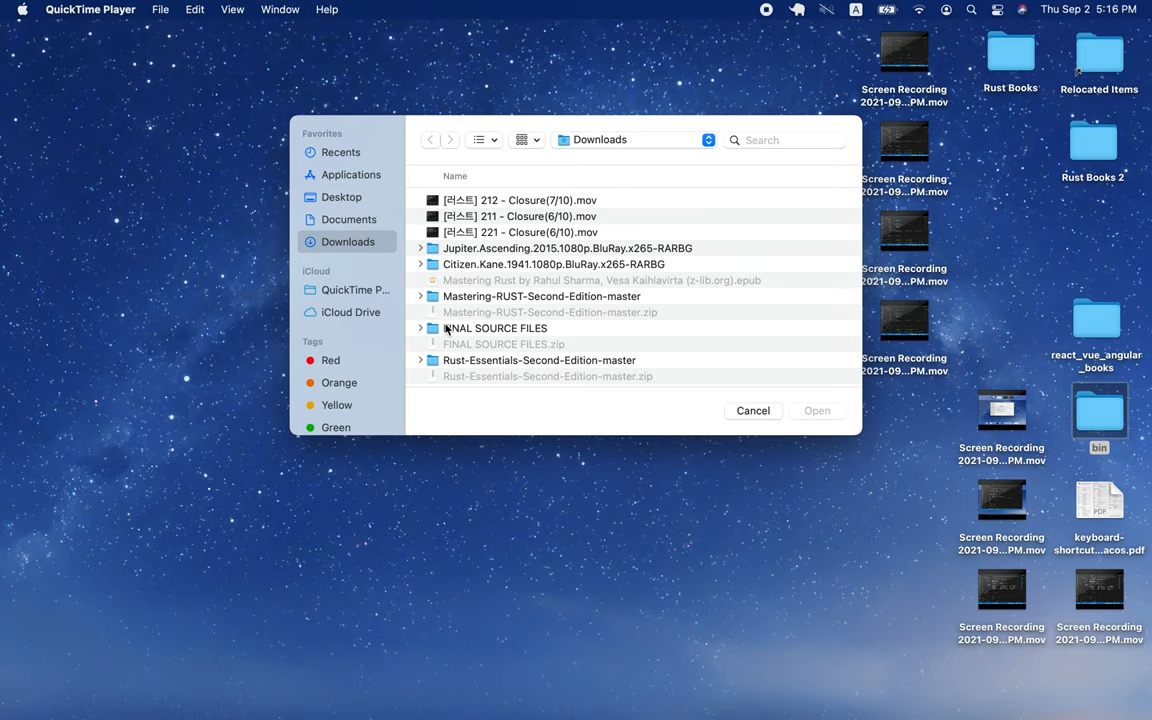 QuickTime Player File Edit View Window Help A Thu Sep 2 5:16 PM
Screen Recording
2021-09...PM.mov
Rust Books
Relocated Items
Screen Recording
2021-09...PM.mov
Rust Books 2
Screen Recording
2021-09...PM.mov
Screen Recording
2021-09...PM.mov
react_vue_angular
_books
Screen Recording
2021-09...PM.mov
bin
Screen Recording
2021-09...PM.mov
PDF
keyboard-
shortcut...acos.pdf
Screen Recording
2021-09...PM.mov
Screen Recording
2021-09...PM.mov
Favorites
Recents
Applications
Desktop
Documents
Downloads
iCloud
QuickTime P...
iCloud Drive
Tags
Red
Orange
Yellow
Green
Downloads
Search
Name
[러스트] 212 - Closure(7/10).mov
[러스트] 211 - Closure(6/10).mov
[러스트] 221 - Closure(6/10).mov
Jupiter.Ascending.2015.1080p.BluRay.x265-RARBG
Citizen.Kane.1941.1080p.BluRay.x265-RARBG
Mastering Rust by Rahul Sharma, Vesa Kaihlavirta (z-lib.org).epub
Mastering-RUST-Second-Edition-master
Mastering-RUST-Second-Edition-master.zip
FINAL SOURCE FILES
FINAL SOURCE FILES.zip
Rust-Essentials-Second-Edition-master
Rust-Essentials-Second-Edition-master.zip
Cancel
Open